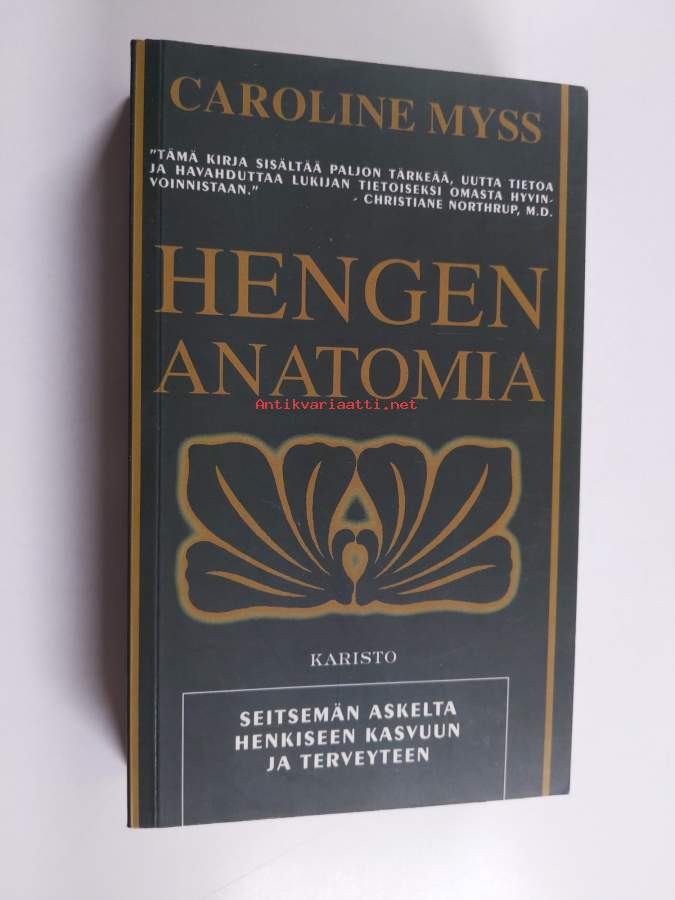 CAROLINE MYSS
"TÄMÄ KIRJA SISÄLTÄÄ PALJON TÄRKEÄÄ, UUTTA TIETOA
JA HAVAHDUTTAA LUKIJAN TIETOISEKSI OMASTA HYVIN-
VOINNISTAAN." - CHRISTIANE NORTHRUP, M.D.
HENGEN
ANATOMIA
Antikvariaatti.net
KARISTO
SEITSEMÄN ASKELTA
HENKISEEN KASVUUN
JA TERVEYTEEN